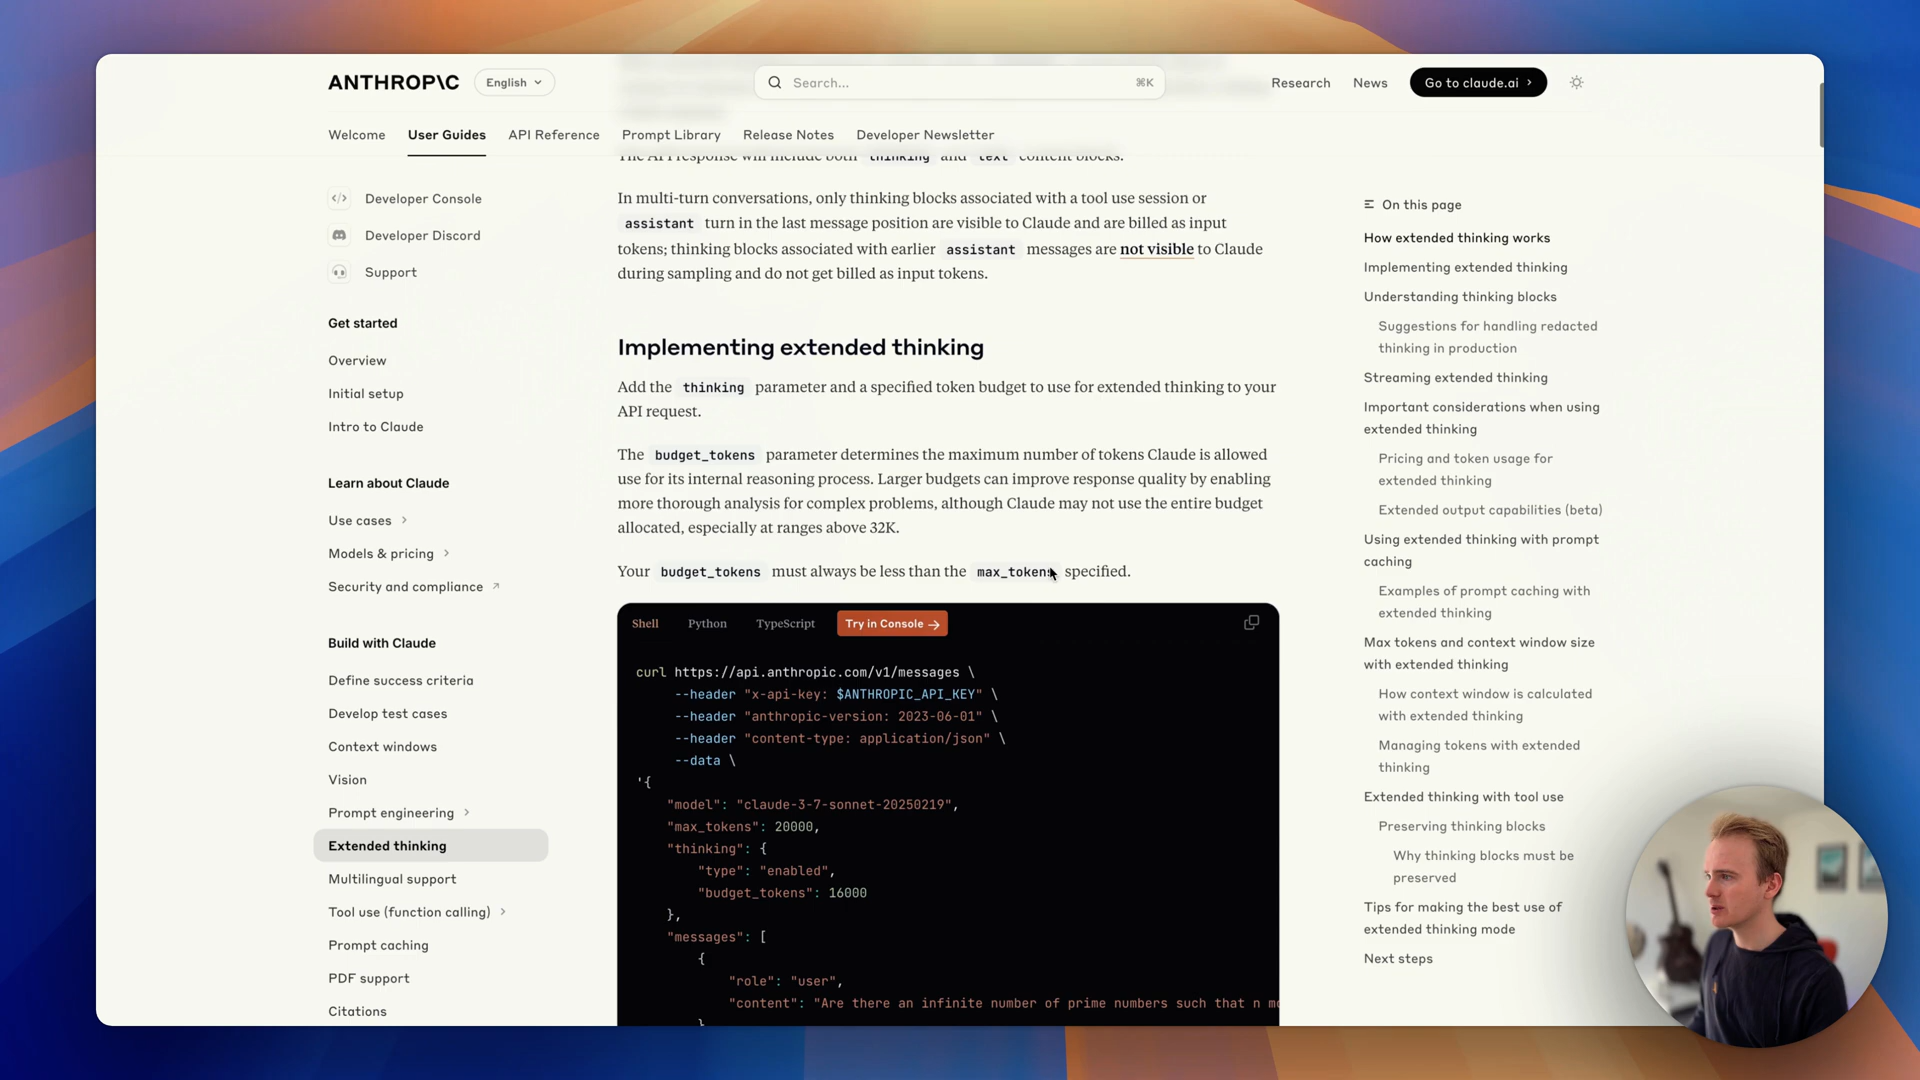 ANTHROP\C
English
Search...
⌘K
Research
News
Go to claude.ai
Welcome
User Guides
API Reference
Prompt Library
Release Notes
Developer Newsletter
Developer Console
Developer Discord
Support
Get started
Overview
Initial setup
Intro to Claude
Learn about Claude
Use cases
Models & pricing
Security and compliance
Build with Claude
Define success criteria
Develop test cases
Context windows
Vision
Prompt engineering
Extended thinking
Multilingual support
Tool use (function calling)
Prompt caching
PDF support
Citations
The API response will include both thinking and text content blocks.
In multi-turn conversations, only thinking blocks associated with a tool use session or
assistant turn in the last message position are visible to Claude and are billed as input
tokens; thinking blocks associated with earlier assistant messages are not visible to Claude
during sampling and do not get billed as input tokens.
Implementing extended thinking
Add the thinking parameter and a specified token budget to use for extended thinking to your
API request.
The budget_tokens parameter determines the maximum number of tokens Claude is allowed
use for its internal reasoning process. Larger budgets can improve response quality by enabling
more thorough analysis for complex problems, although Claude may not use the entire budget
allocated, especially at ranges above 32K.
Your budget_tokens must always be less than the max_tokens specified.
Shell
Python
TypeScript
Try in Console →
curl https://api.anthropic.com/v1/messages \
--header "x-api-key: $ANTHROPIC_API_KEY" \
--header "anthropic-version: 2023-06-01" \
--header "content-type: application/json" \
--data \
'{
"model": "claude-3-7-sonnet-20250219",
"max_tokens": 20000,
"thinking": {
"type": "enabled",
"budget_tokens": 16000
},
"messages": [
{
"role": "user",
"content": "Are there an infinite number of prime numbers such that n
}
On this page
How extended thinking works
Implementing extended thinking
Understanding thinking blocks
Suggestions for handling redacted
thinking in production
Streaming extended thinking
Important considerations when using
extended thinking
Pricing and token usage for
extended thinking
Extended output capabilities (beta)
Using extended thinking with prompt
caching
Examples of prompt caching with
extended thinking
Max tokens and context window size
with extended thinking
How context window is calculated
with extended thinking
Managing tokens with extended
thinking
Extended thinking with tool use
Preserving thinking blocks
Why thinking blocks must be
preserved
Tips for making the best use of
extended thinking mode
Next steps